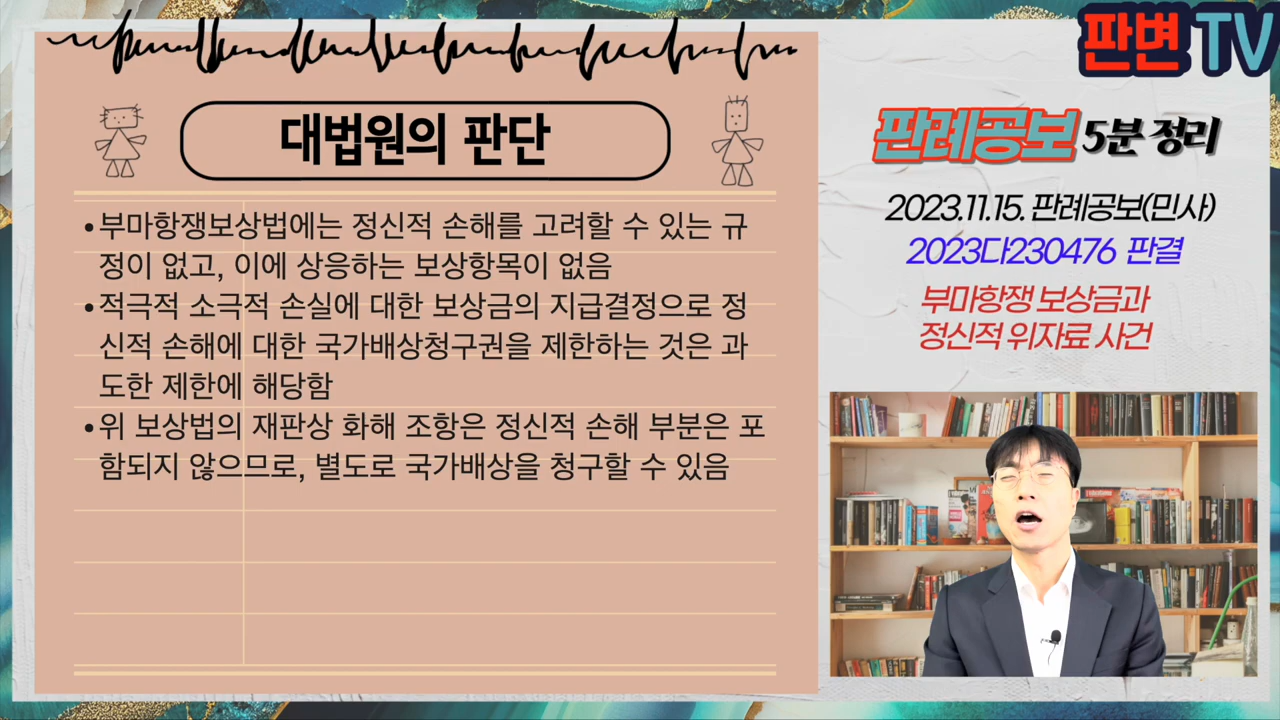 판변 TV
대법원의 판단
•부마항쟁보상법에는 정신적 손해를 고려할 수 있는 규
정이 없고, 이에 상응하는 보상항목이 없음
•적극적 소극적 손실에 대한 보상금의 지급결정으로 정
신적 손해에 대한 국가배상청구권을 제한하는 것은 과
도한 제한에 해당함
•위 보상법의 재판상 화해 조항은 정신적 손해 부분은 포
함되지 않으므로, 별도로 국가배상을 청구할 수 있음
판례공보 5분 정리
2023.11.15. 판례공보(민사)
2023다230476 판결
부마항쟁 보상금과
정신적 위자료 사건